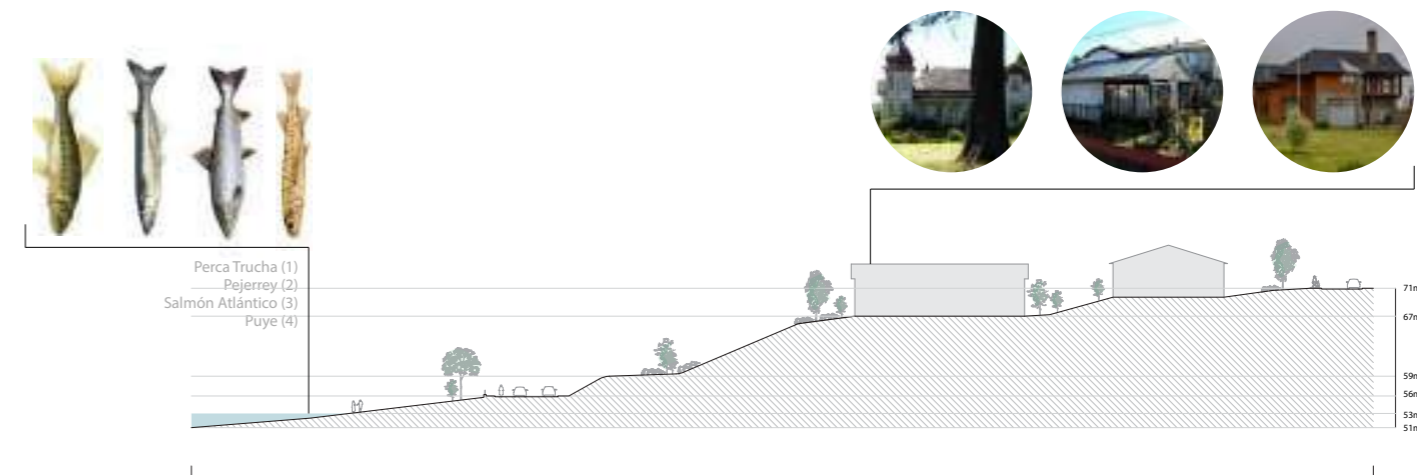 Perca Trucha (1)
Pejerrey (2)
Salmón Atlántico (3)
Puye (4)
71m
67m
59m
56m
53m
51m